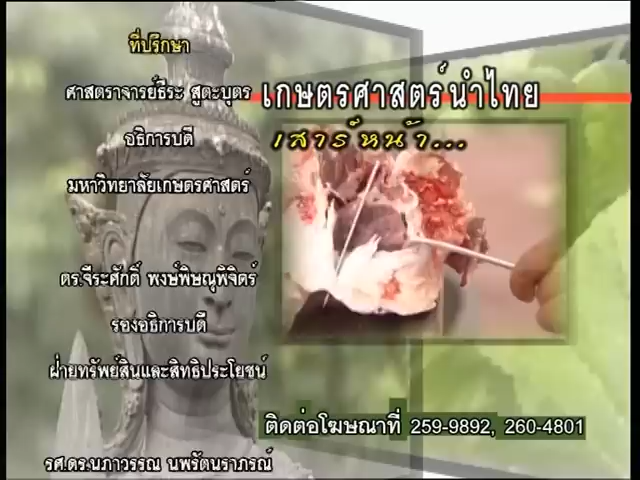 ที่ปรึกษา
ศาสตราจารย์ธีระ สูตะบุตร
อธิการบดี
มหาวิทยาลัยเกษตรศาสตร์
ดร.จีระศักดิ์ พงษ์พิษณุพิจิตร์
รองอธิการบดี
ฝ่ายทรัพย์สินและสิทธิประโยชน์
รศ.ดร.นภาวรรณ นพรัตนราภรณ์
เกษตรศาสตร์นำไทย
เสาร์หน้า...
ติดต่อโฆษณาที่ 259-9892, 260-4801